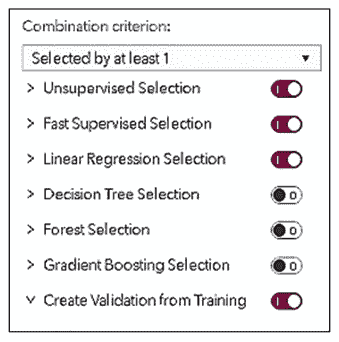 Combination criterion:
Selected by at least 1
Unsupervised Selection
Fast Supervised Selection
Linear Regression Selection
Decision Tree Selection
Forest Selection
Gradient Boosting Selection
Create Validation from Training